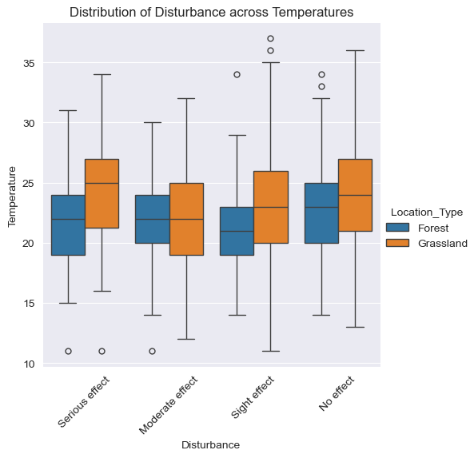 Distribution of Disturbance across Temperatures
Temperature
35
30
25
20
15
10
Serious effect
Moderate effect
Sight effect
No effect
Disturbance
Location_Type
Forest
Grassland